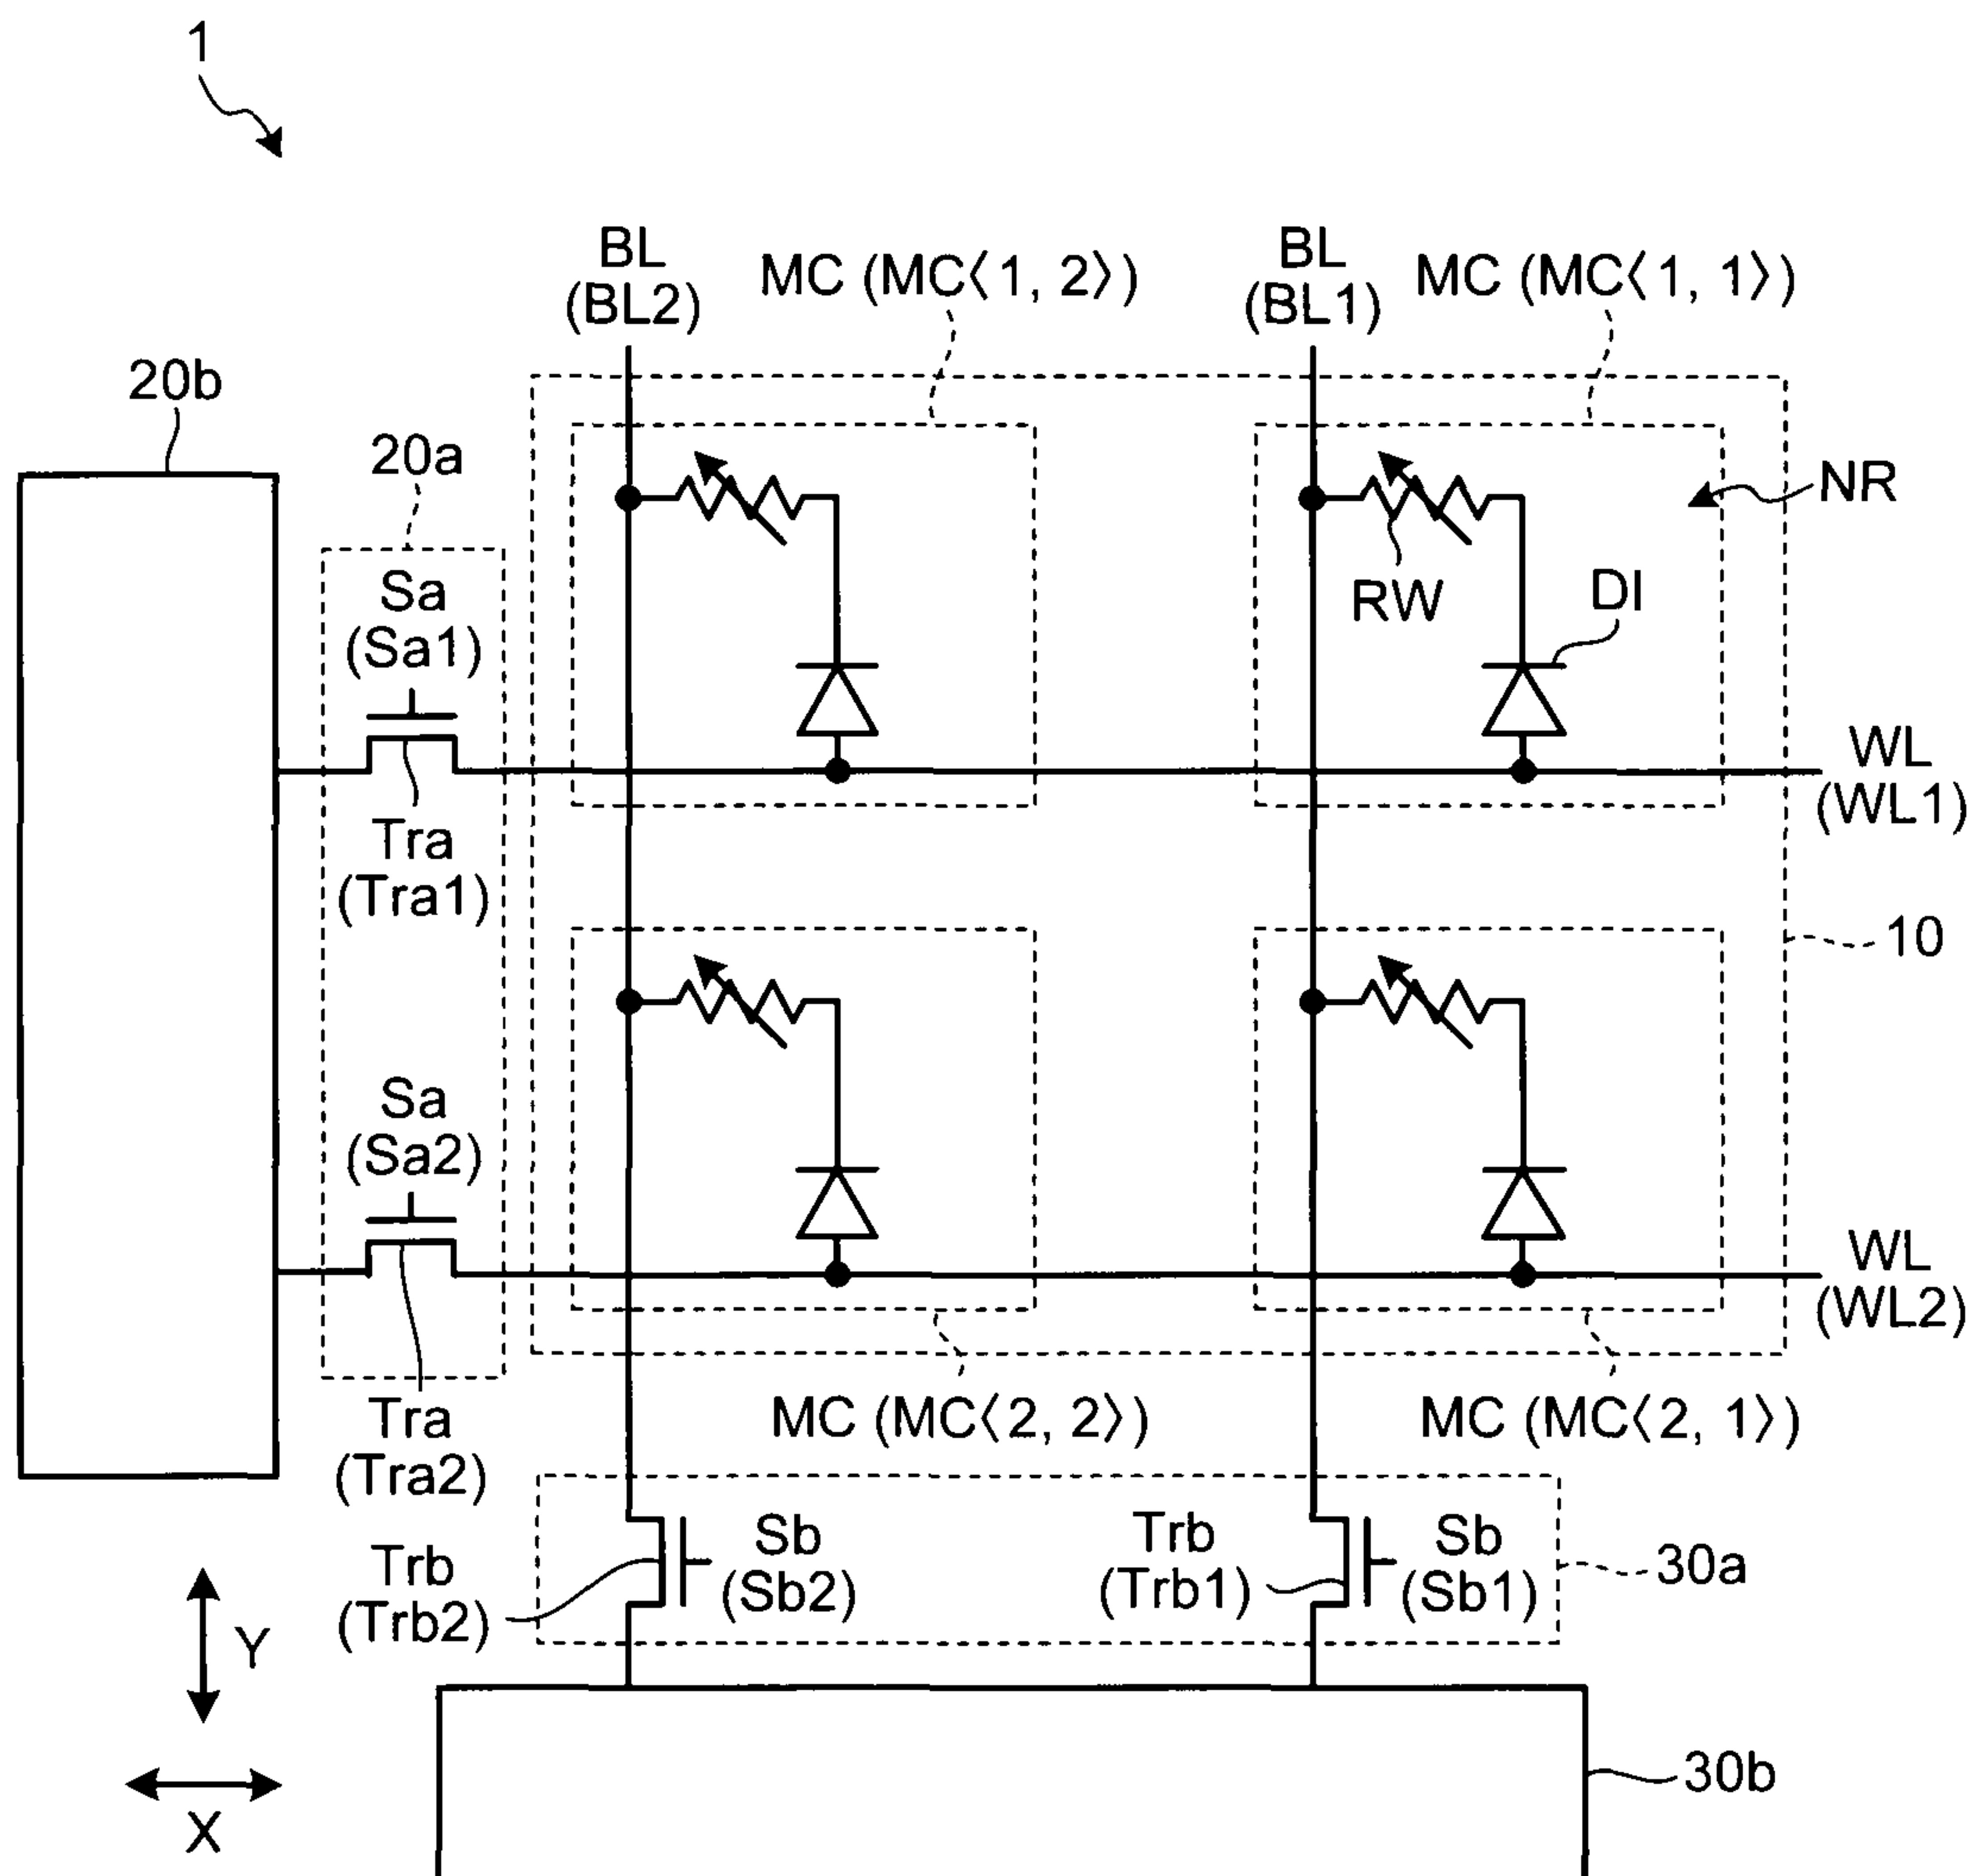 1
BL
(BL2)
MC (MC〈1, 2〉)
BL
(BL1)
MC (MC〈1, 1〉)
20b
20a
NR
Sa
(Sa1)
RW
DI
WL
(WL1)
Tra
(Tra1)
10
Sa
(Sa2)
WL
(WL2)
Tra
(Tra2)
MC (MC〈2, 2〉)
MC (MC〈2, 1〉)
Trb
(Trb2)
Sb
(Sb2)
Trb
(Trb1)
Sb
(Sb1)
30a
Y
X
30b